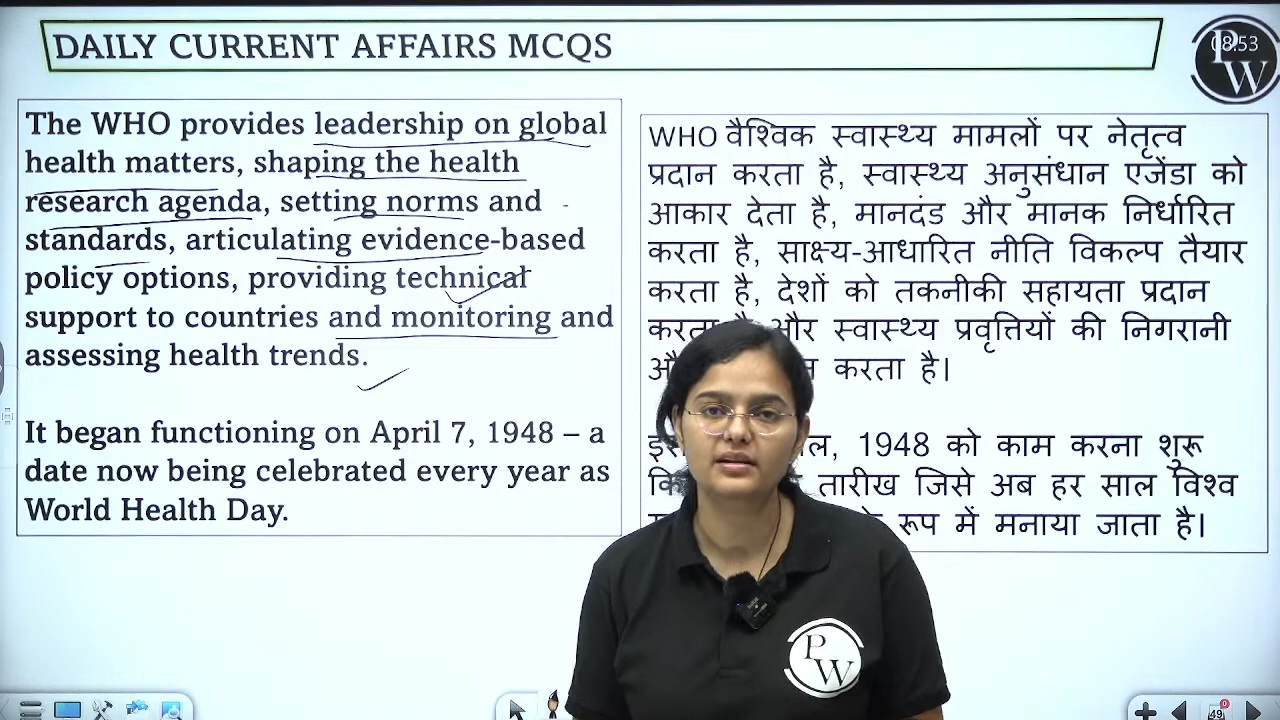 DAILY CURRENT AFFAIRS MCQS
08:53
PW
The WHO provides leadership on global
health matters, shaping the health
research agenda, setting norms and
standards, articulating evidence-based
policy options, providing technical
support to countries and monitoring and
assessing health trends.
It began functioning on April 7, 1948 – a
date now being celebrated every year as
World Health Day.
WHO वैश्विक स्वास्थ्य मामलों पर नेतृत्व
प्रदान करता है, स्वास्थ्य अनुसंधान एजेंडा को
आकार देता है, मानदंड और मानक निर्धारित
करता है, साक्ष्य-आधारित नीति विकल्प तैयार
करता है, देशों को तकनीकी सहायता प्रदान
करता और स्वास्थ्य प्रवृत्तियों की निगरानी
करता है।
1948 को काम करना शुरू
तारीख जिसे अब हर साल विश्व
रूप में मनाया जाता है।
PW
49